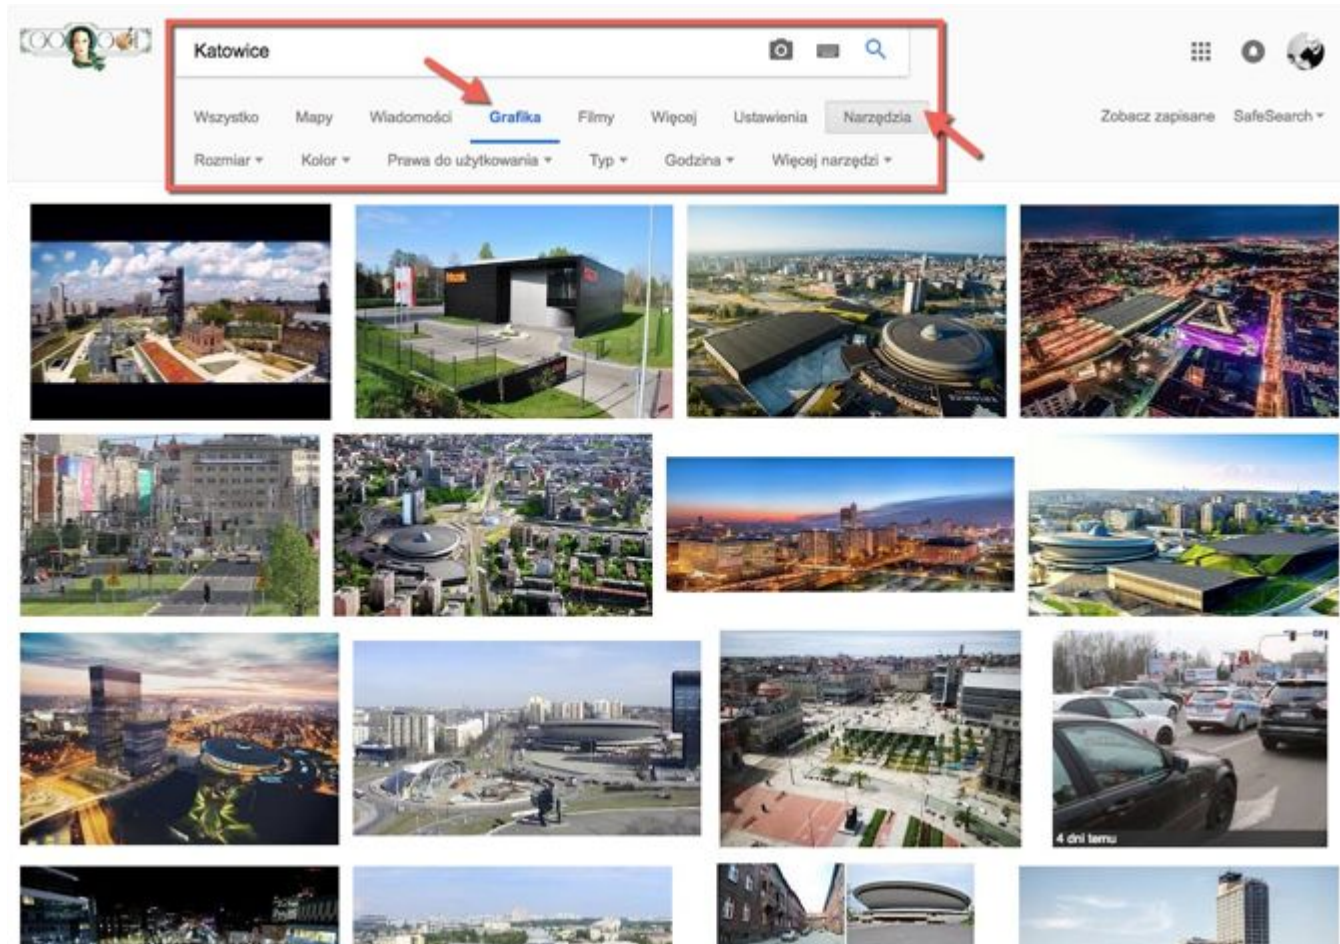 Katowice
Wszystko Mapy Wiadomości Grafika Filmy Więcej Ustawienia Narzędzia Zobacz zapisane SafeSearch
Rozmiar Kolor Prawa do użytkowania Typ Godzina Więcej narzędzi
4 dni temu